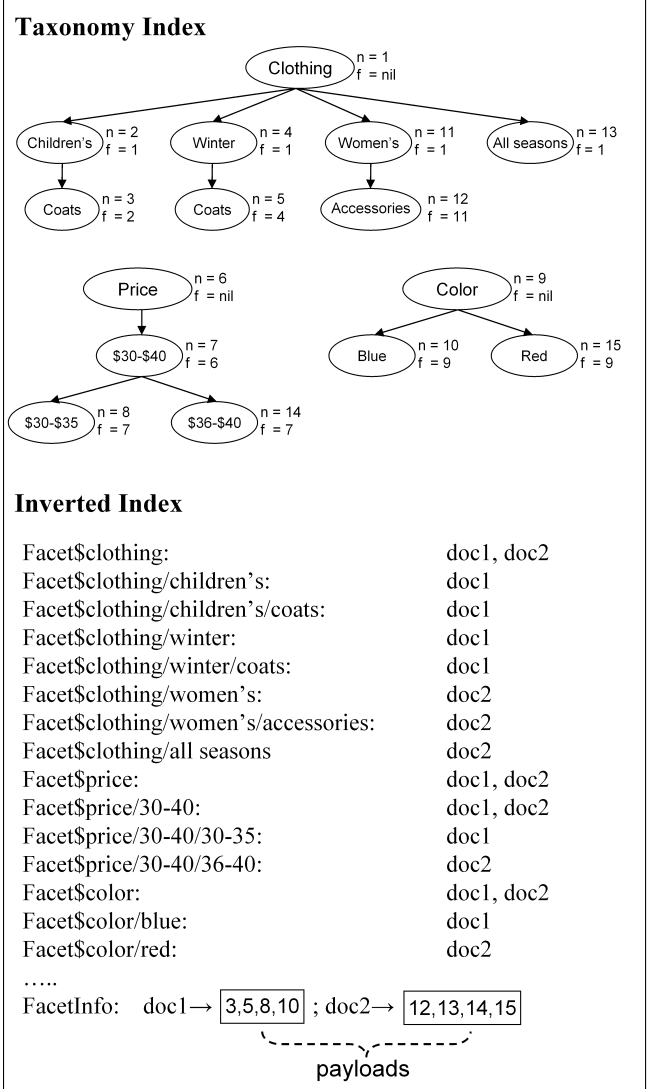 Taxonomy Index
Clothing n = 1
f = nil
Children's n = 2
f = 1
Winter n = 4
f = 1
Women's n = 11
f = 1
All seasons n = 13
f = 1
Coats n = 3
f = 2
Coats n = 5
f = 4
Accessories n = 12
f = 11
Price n = 6
f = nil
Color n = 9
f = nil
$30-$40 n = 7
f = 6
Blue n = 10
f = 9
Red n = 15
f = 9
$30-$35 n = 8
f = 7
$36-$40 n = 14
f = 7
Inverted Index
Facet$clothing: doc1, doc2
Facet$clothing/children's: doc1
Facet$clothing/children's/coats: doc1
Facet$clothing/winter: doc1
Facet$clothing/winter/coats: doc1
Facet$clothing/women's: doc2
Facet$clothing/women's/accessories: doc2
Facet$clothing/all seasons doc2
Facet$price: doc1, doc2
Facet$price/30-40: doc1, doc2
Facet$price/30-40/30-35: doc1
Facet$price/30-40/36-40: doc2
Facet$color: doc1, doc2
Facet$color/blue: doc1
Facet$color/red: doc2
…..
FacetInfo: doc1→ 3,5,8,10 ; doc2→ 12,13,14,15
payloads